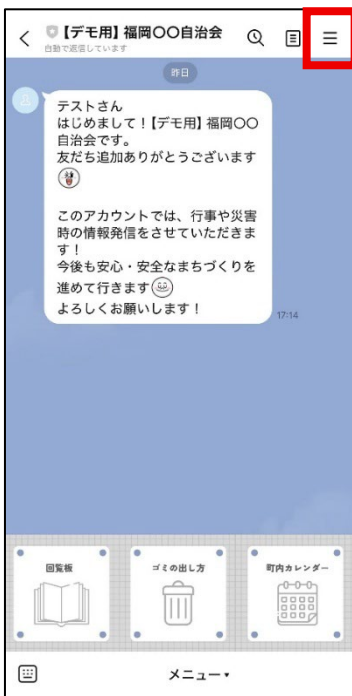 【デモ用】福岡〇〇自治会
自動で返信しています
昨日
テストさん
はじめまして！【デモ用】福岡〇〇
自治会です。
友だち追加ありがとうございます
このアカウントでは、行事や災害
時の情報発信をさせていただきま
す！
今後も安心・安全なまちづくりを
進めて行きます
よろしくお願いします！
17:14
回覧板
ゴミの出し方
町内カレンダー
メニュー▾